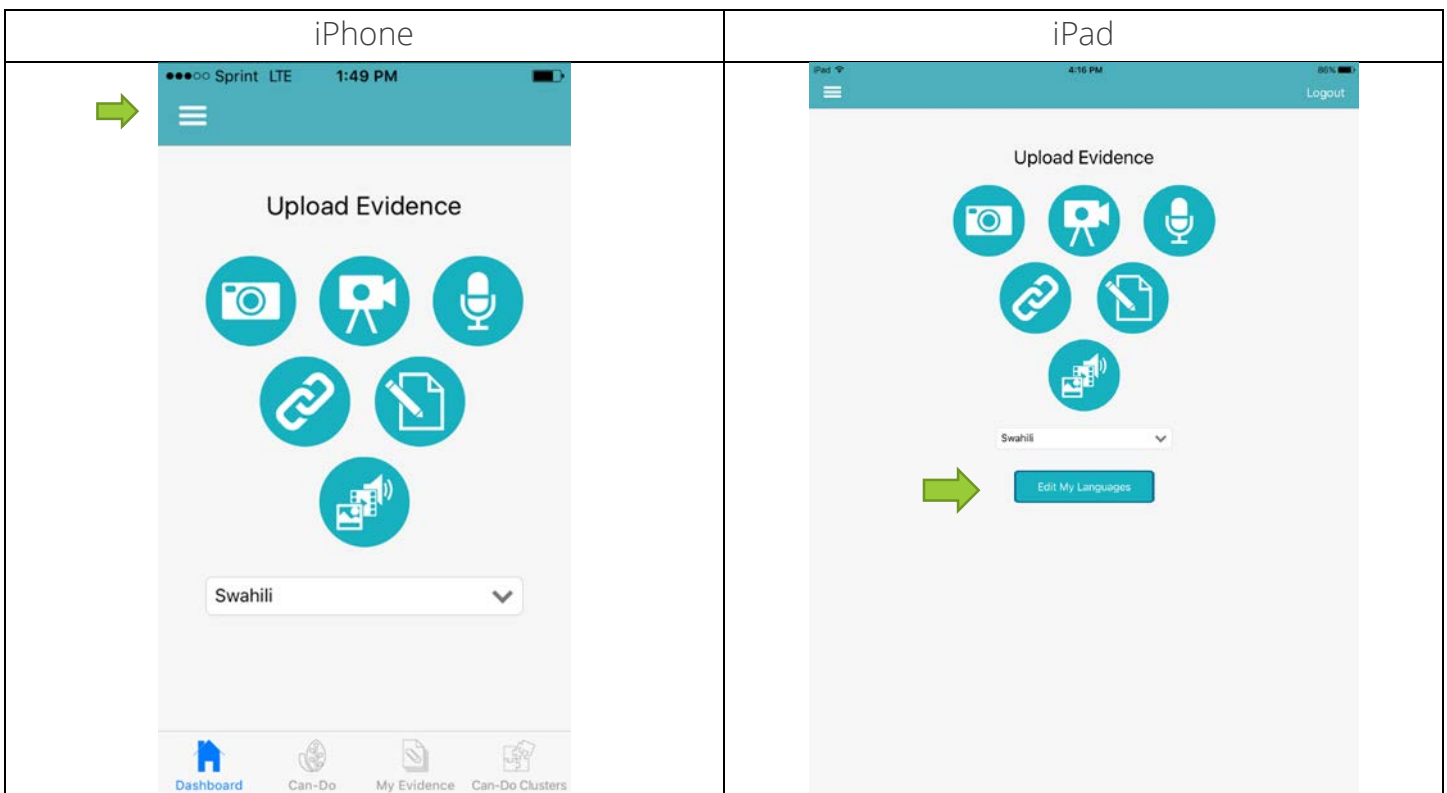 iPhone
iPad
Sprint LTE 1:49 PM
Upload Evidence
Swahili
Dashboard Can-Do My Evidence Can-Do Clusters
iPad 4:16 PM 86%
Logout
Upload Evidence
Swahili
Edit My Languages